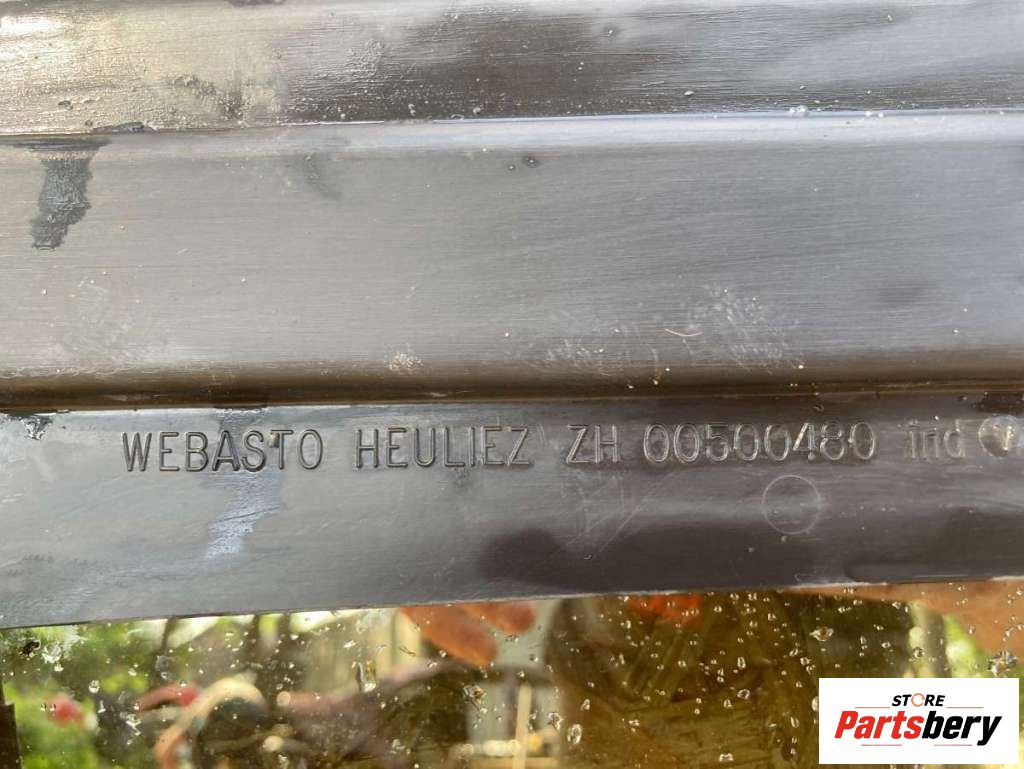 WEBASTO HEULIEZ ZH 00500480 ind
STORE
Partsbery